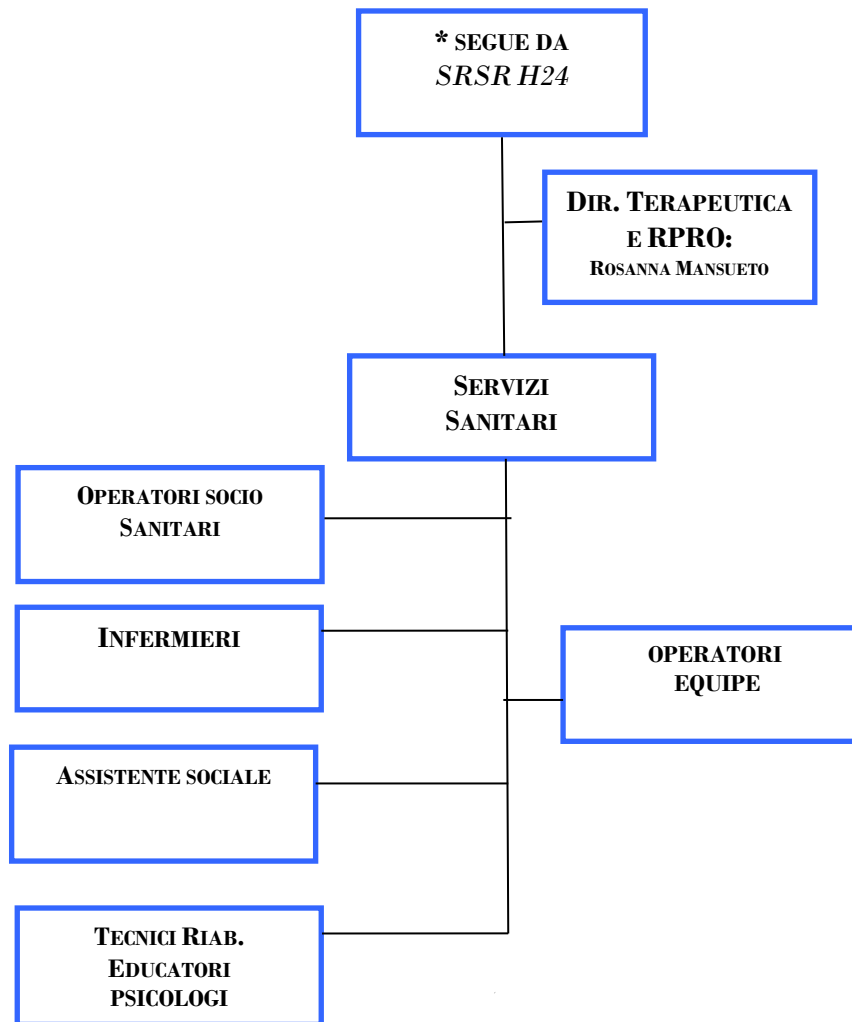 * SEGUE DA
SRSR H24
DIR. TERAPEUTICA
E RPRO:
ROSANNA MANSUETO
SERVIZI
SANITARI
OPERATORI SOCIO
SANITARI
INFERMIERI
OPERATORI
EQUIPE
ASSISTENTE SOCIALE
TECNICI RIAB.
EDUCATORI
PSICOLOGI